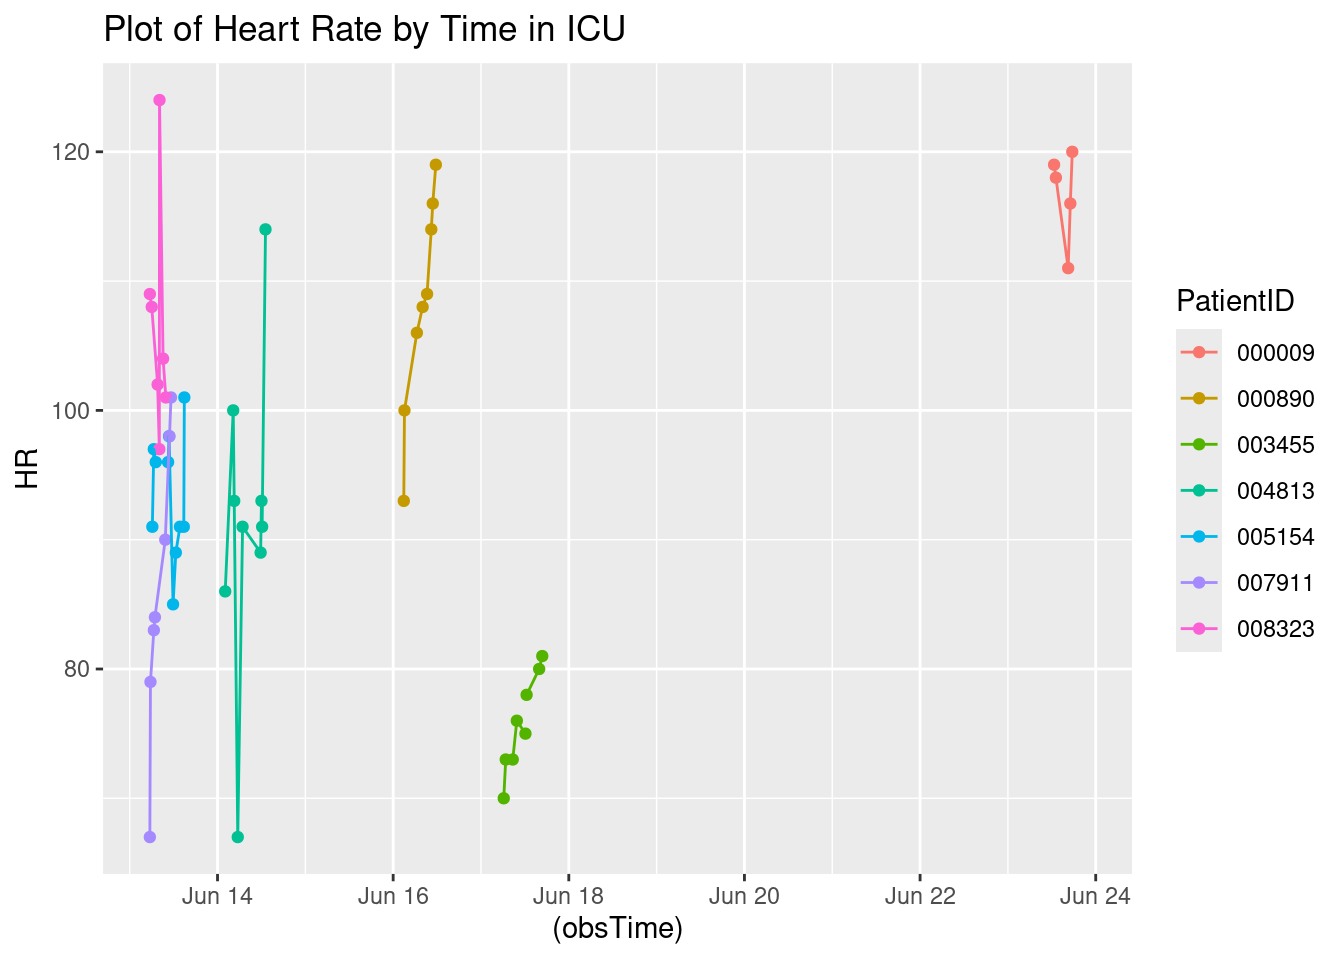 Plot of Heart Rate by Time in ICU
120
100
80
HR
Jun 14 Jun 16 Jun 18 Jun 20 Jun 22 Jun 24
(obsTime)
PatientID
000009
000890
003455
004813
005154
007911
008323